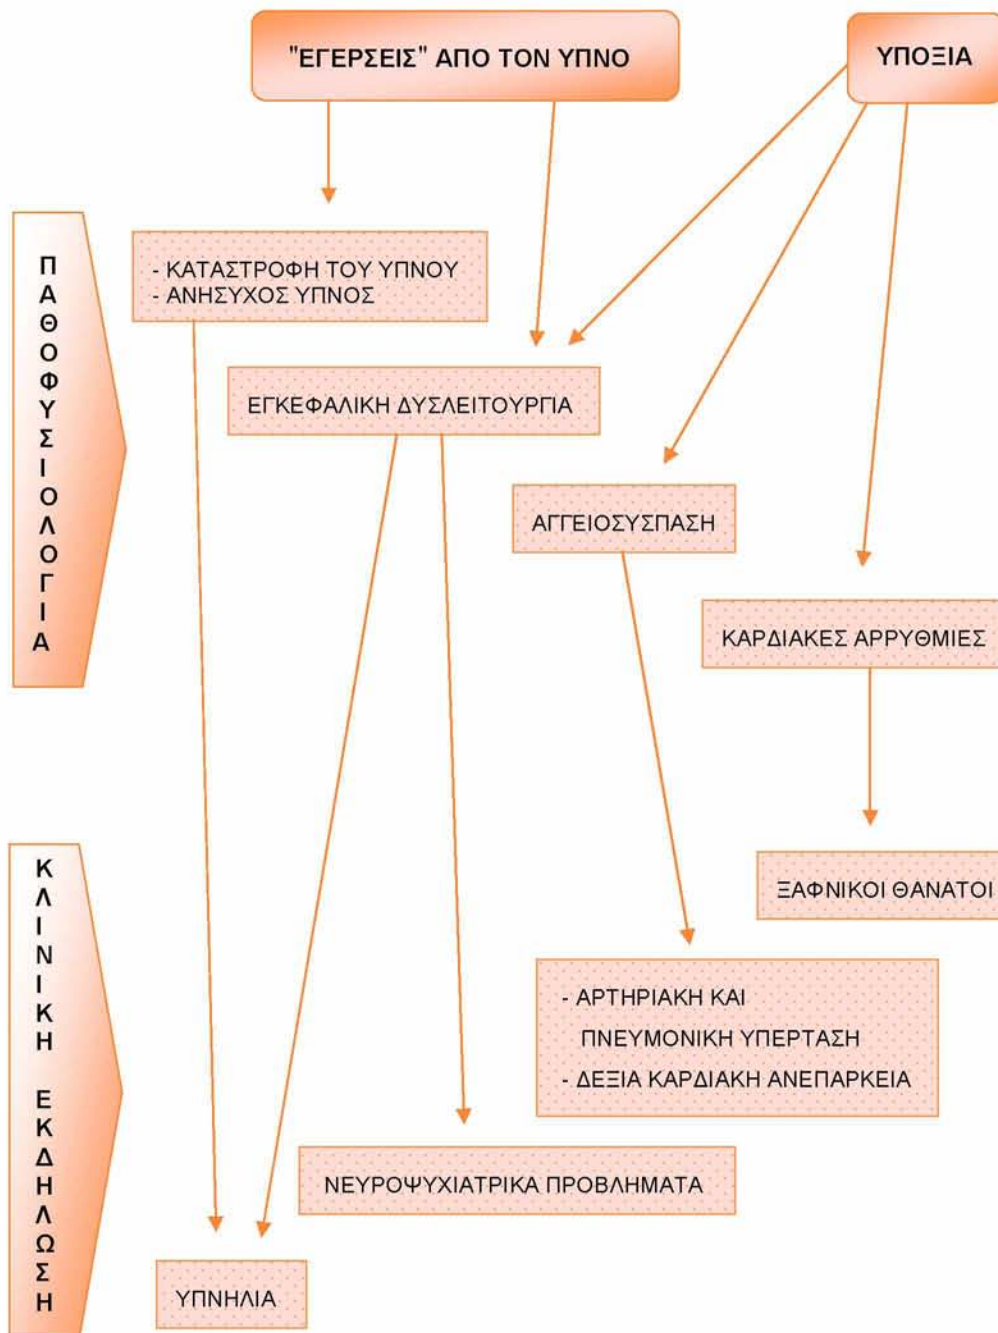 "ΕΓΕΡΣΕΙΣ" ΑΠΟ ΤΟΝ ΥΠΝΟ
ΥΠΟΞΙΑ
ΠΑΘΟΦΥΣΙΟΛΟΓΙΑ
- ΚΑΤΑΣΤΡΟΦΗ ΤΟΥ ΥΠΝΟΥ
- ΑΝΗΣΥΧΟΣ ΥΠΝΟΣ
ΕΓΚΕΦΑΛΙΚΗ ΔΥΣΛΕΙΤΟΥΡΓΙΑ
ΑΓΓΕΙΟΣΥΣΠΑΣΗ
ΚΑΡΔΙΑΚΕΣ ΑΡΡΥΘΜΙΕΣ
ΚΛΙΝΙΚΗ ΕΚΔΗΛΩΣΗ
ΞΑΦΝΙΚΟΙ ΘΑΝΑΤΟΙ
- ΑΡΤΗΡΙΑΚΗ ΚΑΙ
ΠΝΕΥΜΟΝΙΚΗ ΥΠΕΡΤΑΣΗ
- ΔΕΞΙΑ ΚΑΡΔΙΑΚΗ ΑΝΕΠΑΡΚΕΙΑ
ΝΕΥΡΟΨΥΧΙΑΤΡΙΚΑ ΠΡΟΒΛΗΜΑΤΑ
ΥΠΝΗΛΙΑ